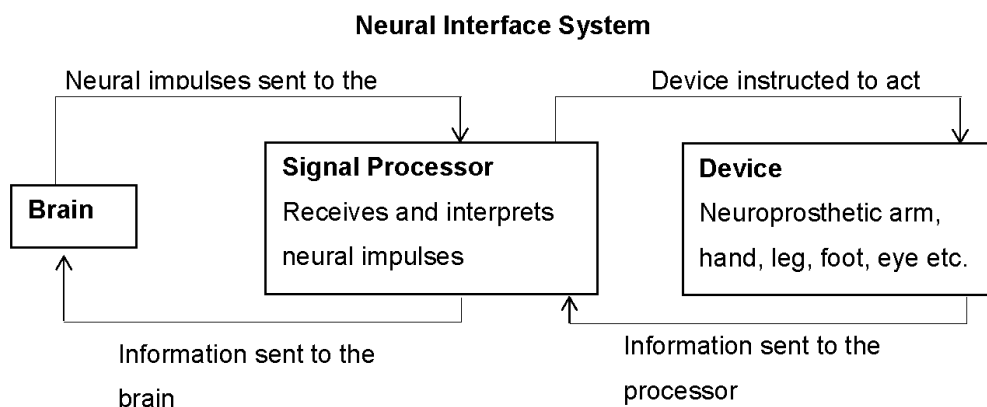 Neural Interface System
Neural impulses sent to the
Device instructed to act
Brain
Signal Processor
Receives and interprets
neural impulses
Device
Neuroprosthetic arm,
hand, leg, foot, eye etc.
Information sent to the
brain
Information sent to the
processor